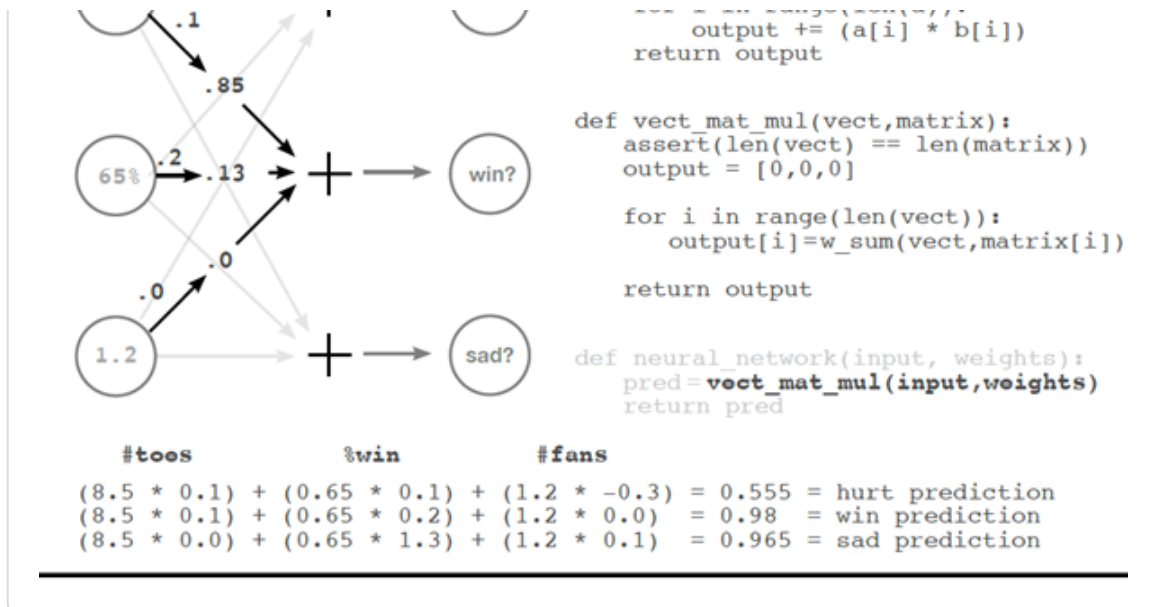 .1
.85
65%
.2
.13
win?
.0
.0
1.2
sad?
output += (a[i] * b[i])
return output
def vect_mat_mul(vect,matrix):
assert(len(vect) == len(matrix))
output = [0,0,0]
for i in range(len(vect)):
output[i]=w_sum(vect,matrix[i])
return output
def neural_network(input, weights):
pred=vect_mat_mul(input,weights)
return pred
#toes %win #fans
(8.5 * 0.1) + (0.65 * 0.1) + (1.2 * -0.3) = 0.555 = hurt prediction
(8.5 * 0.1) + (0.65 * 0.2) + (1.2 * 0.0) = 0.98 = win prediction
(8.5 * 0.0) + (0.65 * 1.3) + (1.2 * 0.1) = 0.965 = sad prediction